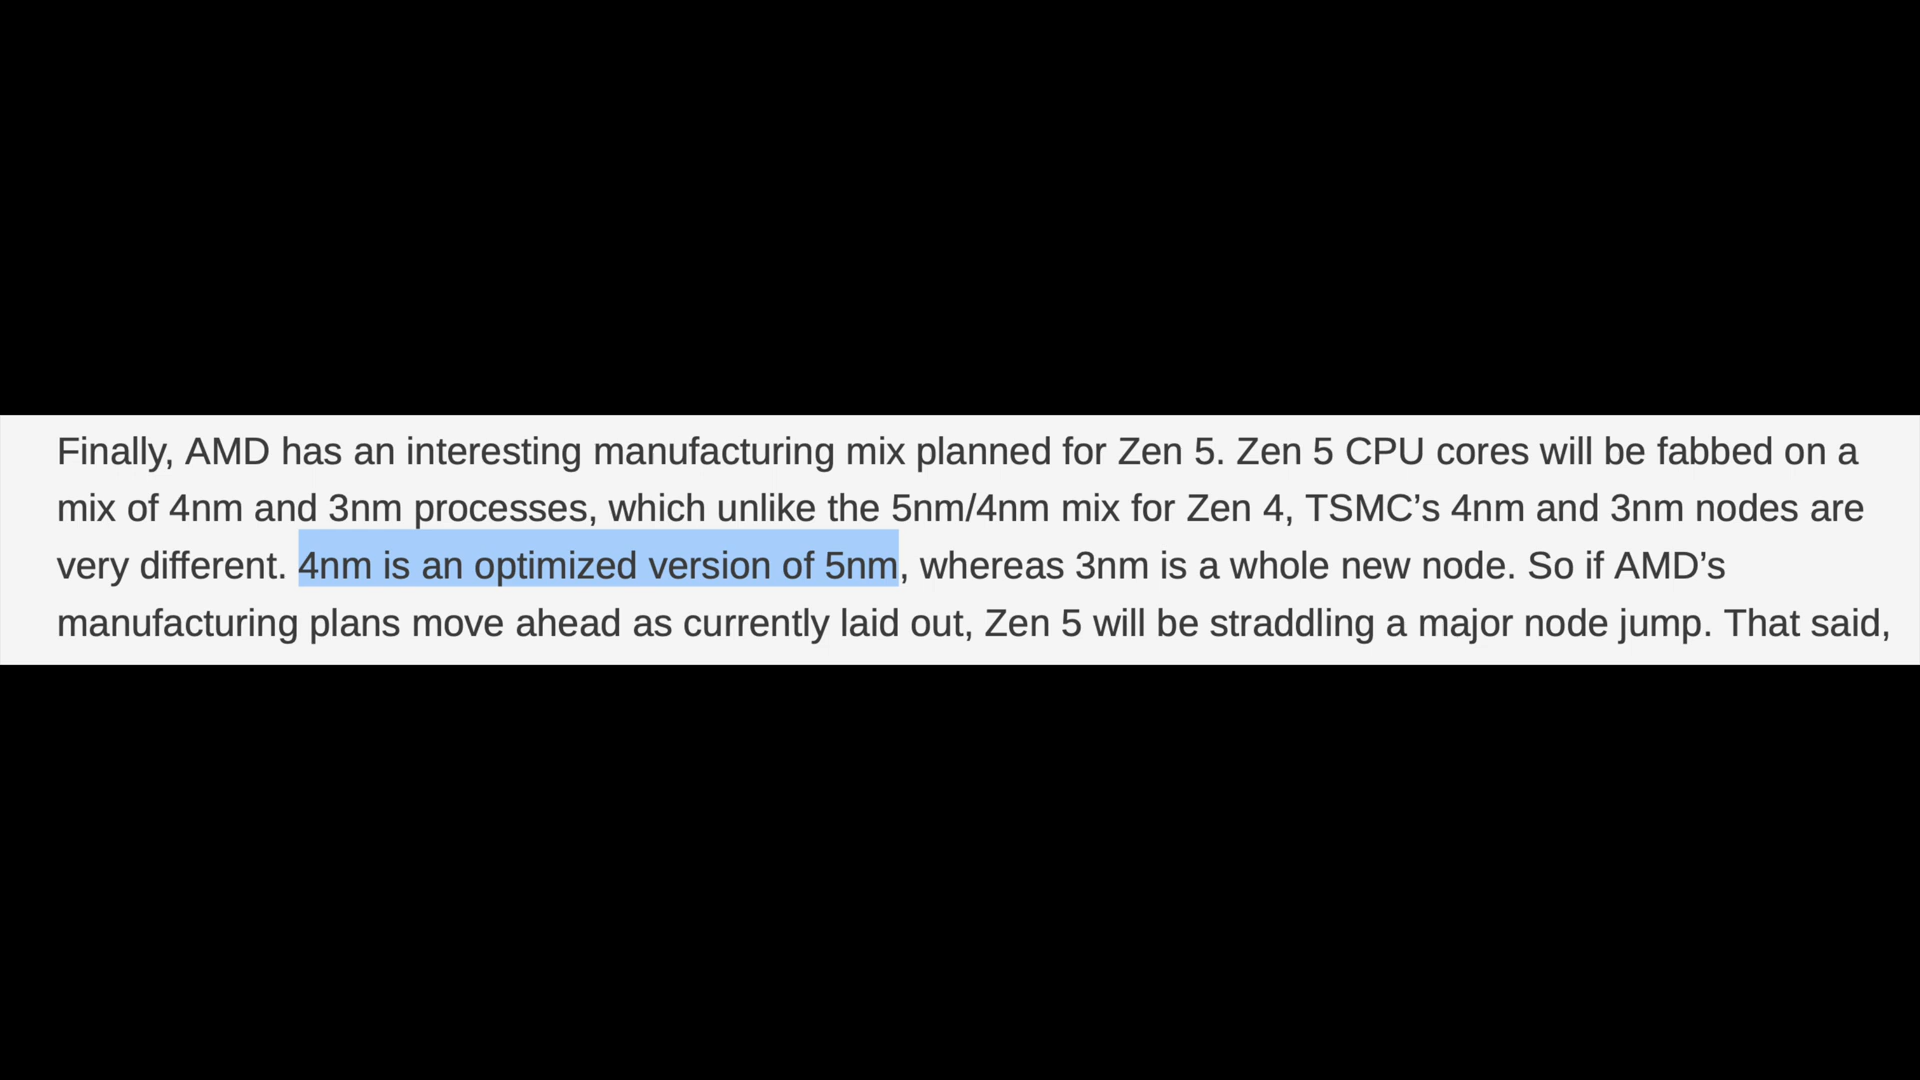 Finally, AMD has an interesting manufacturing mix planned for Zen 5. Zen 5 CPU cores will be fabbed on a
mix of 4nm and 3nm processes, which unlike the 5nm/4nm mix for Zen 4, TSMC’s 4nm and 3nm nodes are
very different. 4nm is an optimized version of 5nm, whereas 3nm is a whole new node. So if AMD’s
manufacturing plans move ahead as currently laid out, Zen 5 will be straddling a major node jump. That said,